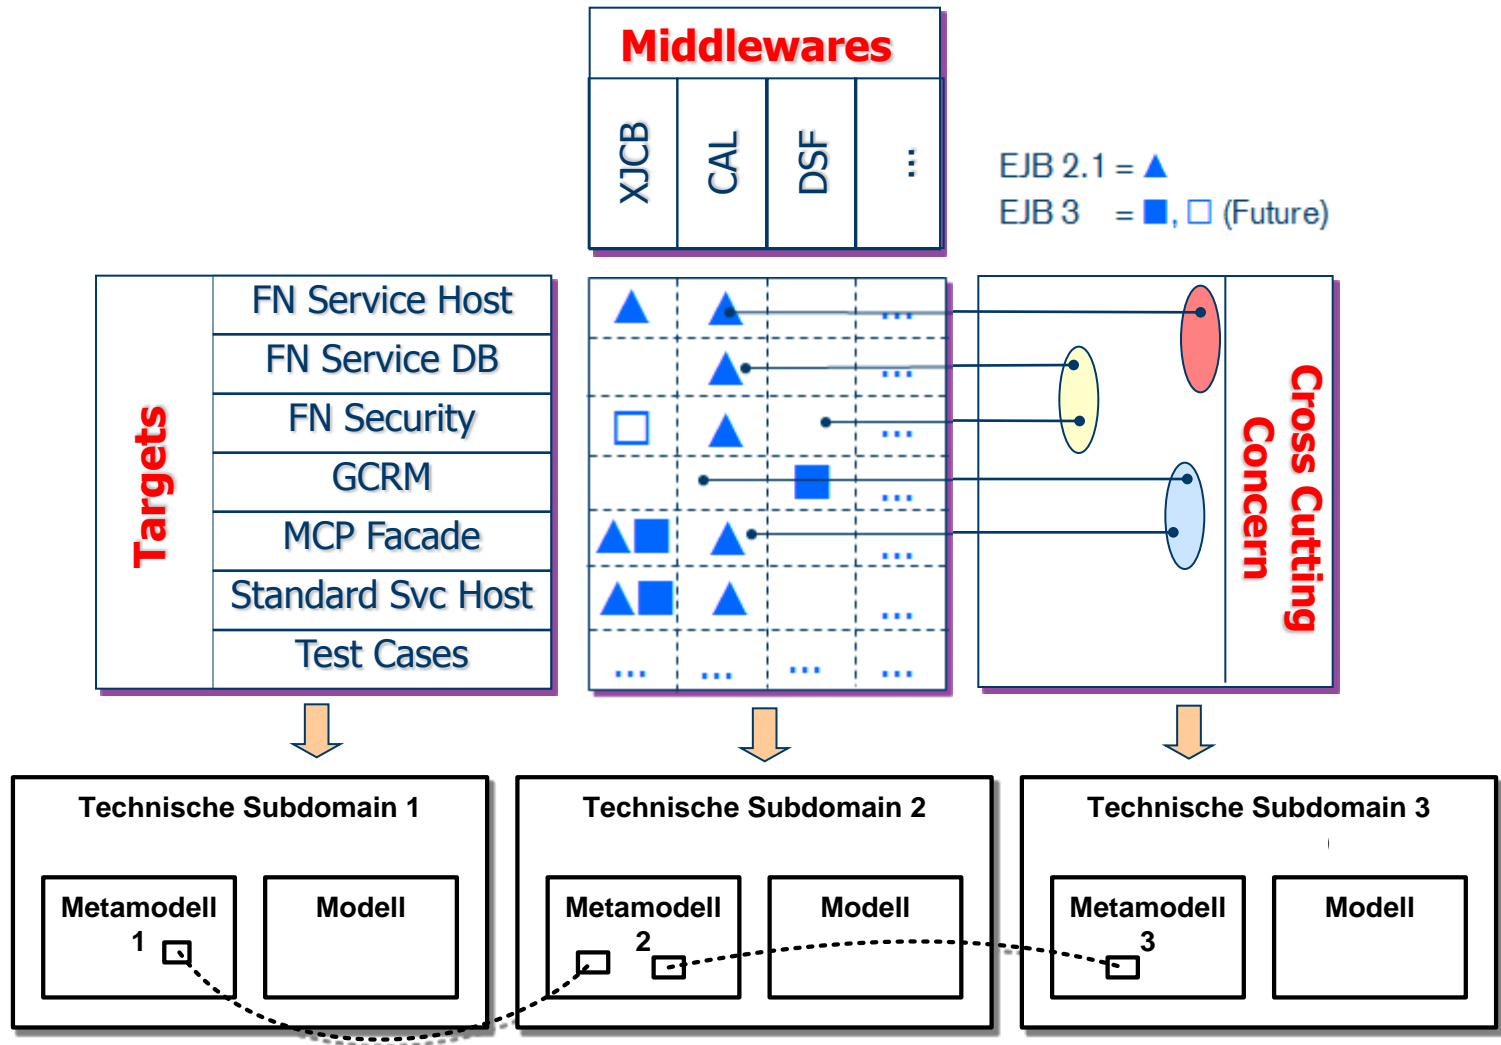 Middlewares
XJCB
CAL
DSF
...
EJB 2.1 =
EJB 3 = , (Future)
Targets
FN Service Host
FN Service DB
FN Security
GCRM
MCP Facade
Standard Svc Host
Test Cases
...
...
...
...
...
...
...
... ... ... ...
Cross Cutting
Concern
Technische Subdomain 1
Metamodell
1
Modell
Technische Subdomain 2
Metamodell
2
Modell
Technische Subdomain 3
Metamodell
3
Modell